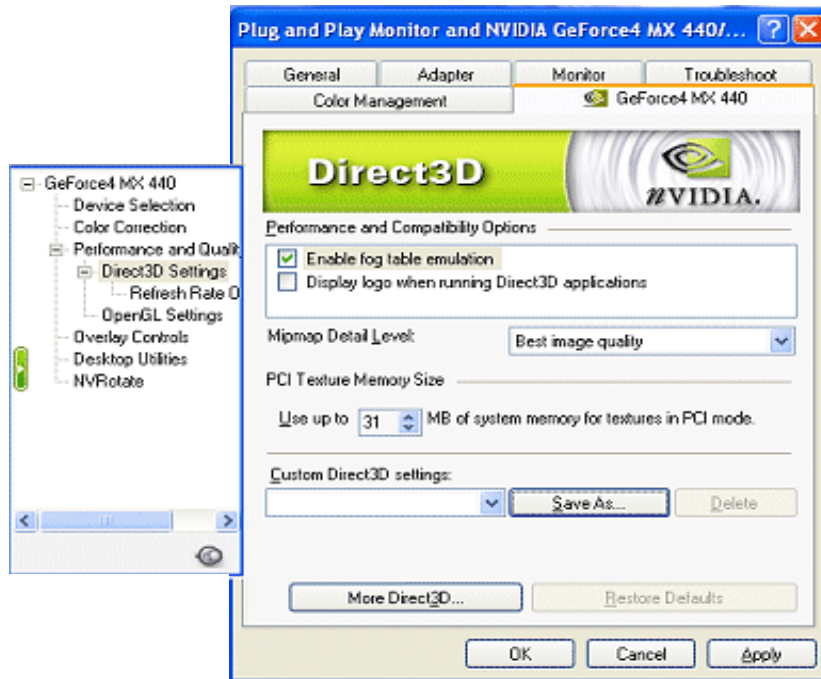 Plug and Play Monitor and NVIDIA GeForce4 MX 440/...
General Adapter Monitor Troubleshoot
Color Management GeForce4 MX 440
Direct3D nVIDIA.
GeForce4 MX 440
Device Selection
Color Correction
Performance and Qualit
Direct3D Settings
Refresh Rate O
OpenGL Settings
Overlay Controls
Desktop Utilities
NVRotate
Performance and Compatibility Options
Enable fog table emulation
Display logo when running Direct3D applications
Mipmap Detail Level: Best image quality
PCI Texture Memory Size
Use up to 31 MB of system memory for textures in PCI mode.
Custom Direct3D settings:
Save As... Delete
More Direct3D... Restore Defaults
OK Cancel Apply